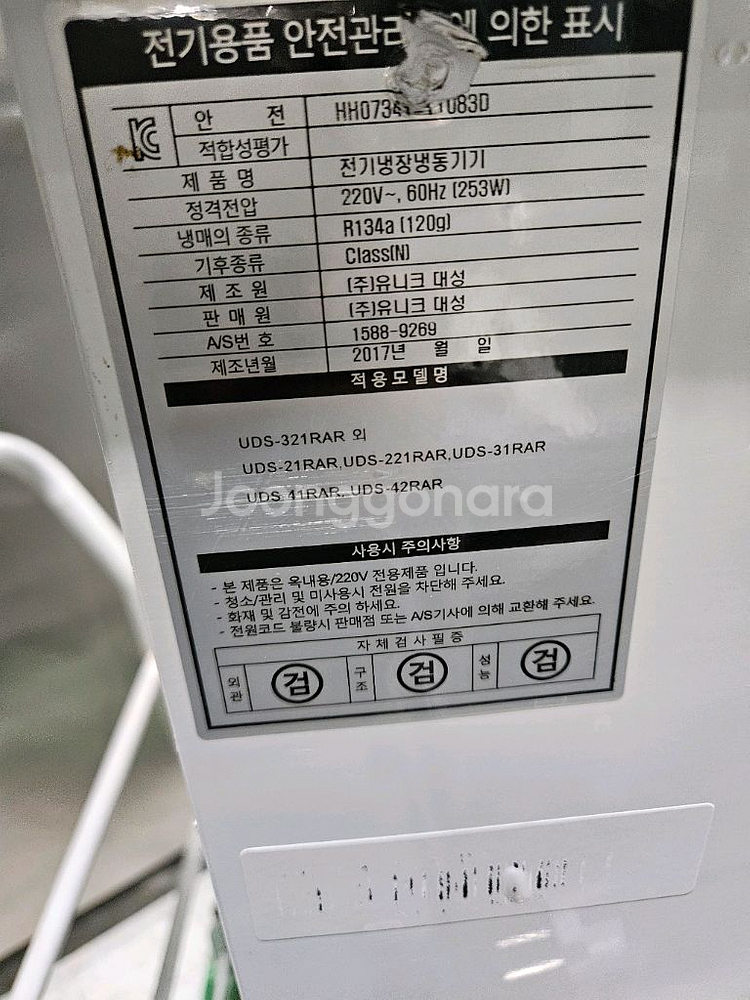 전기용품 안전관리 의한 표시
안 전
적합성평가
제 품 명 전기냉장냉동기기
정격전압 220V~, 60Hz (253W)
냉매의 종류 R134a (120g)
기후종류 Class(N)
제 조 원 (주)유니크 대성
판 매 원 (주)유니크 대성
A/S번 호 1588-9269
제조년월 2017년 월 일
적용모델명
UDS-321RAR 외
UDS-21RAR,UDS-221RAR,UDS-31RAR
UDS-41RAR, UDS-42RAR
Joonggonara
사용시 주의사항
- 본 제품은 옥내용/220V 전용제품 입니다.
- 청소/관리 및 미사용시 전원을 차단해 주세요.
- 화재 및 감전에 주의 하세요.
- 전원코드 불량시 판매점 또는 A/S기사에 의해 교환해 주세요.
자체검사필증
외관 검 구조 검 성능 검